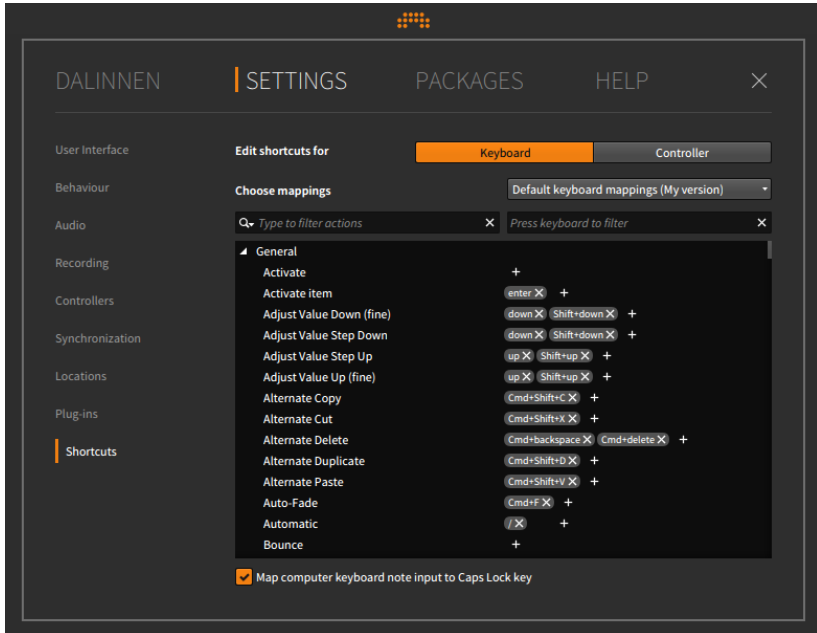 DALINNEN SETTINGS PACKAGES HELP
User Interface
Behaviour
Audio
Recording
Controllers
Synchronization
Locations
Plug-ins
Shortcuts
Edit shortcuts for Keyboard Controller
Choose mappings Default keyboard mappings (My version)
Type to filter actions Press keyboard to filter
General
Activate +
Activate item enter X +
Adjust Value Down (fine) down X Shift+down X +
Adjust Value Step Down down X Shift+down X +
Adjust Value Step Up up X Shift+up X +
Adjust Value Up (fine) up X Shift+up X +
Alternate Copy Cmd+Shift+C X +
Alternate Cut Cmd+Shift+X X +
Alternate Delete Cmd+backspace X Cmd+delete X +
Alternate Duplicate Cmd+Shift+D X +
Alternate Paste Cmd+Shift+V X +
Auto-Fade Cmd+F X +
Automatic / X +
Bounce +
Map computer keyboard note input to Caps Lock key